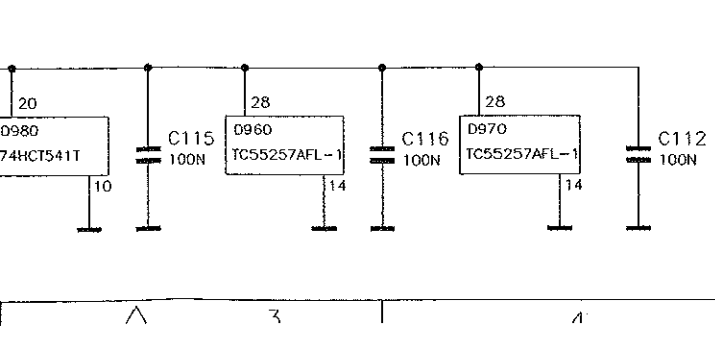 20
28
28
D980
74HCT541T
10
C115
100N
D960
TC55257AFL-1
14
C116
100N
D970
TC55257AFL-1
14
C112
100N
3